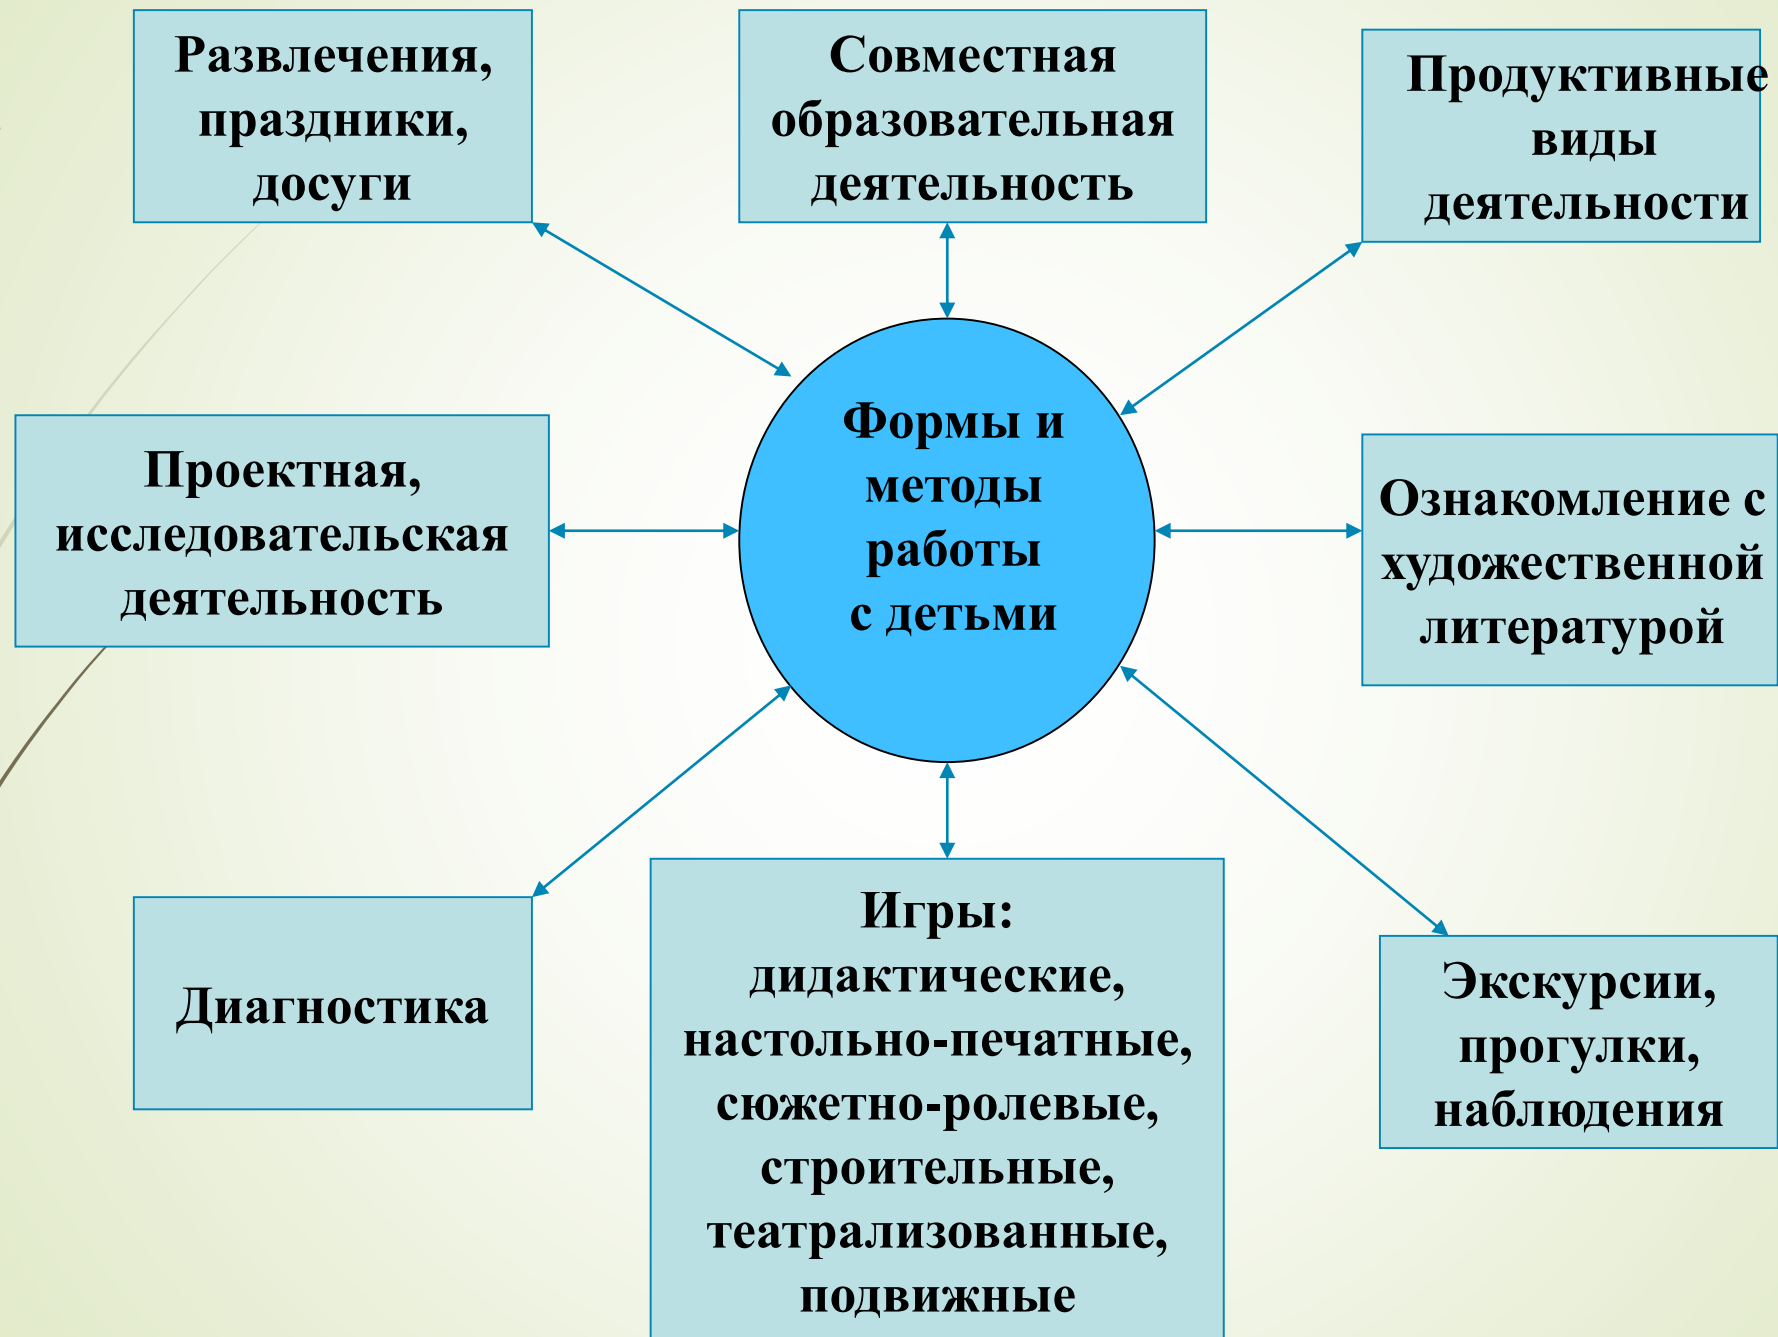 Развлечения,
праздники,
досуги
Совместная
образовательная
деятельность
Продуктивные
виды
деятельности
Проектная,
исследовательская
деятельность
Формы и
методы
работы
с детьми
Ознакомление с
художественной
литературой
Диагностика
Игры:
дидактические,
настольно-печатные,
сюжетно-ролевые,
строительные,
театрализованные,
подвижные
Экскурсии,
прогулки,
наблюдения